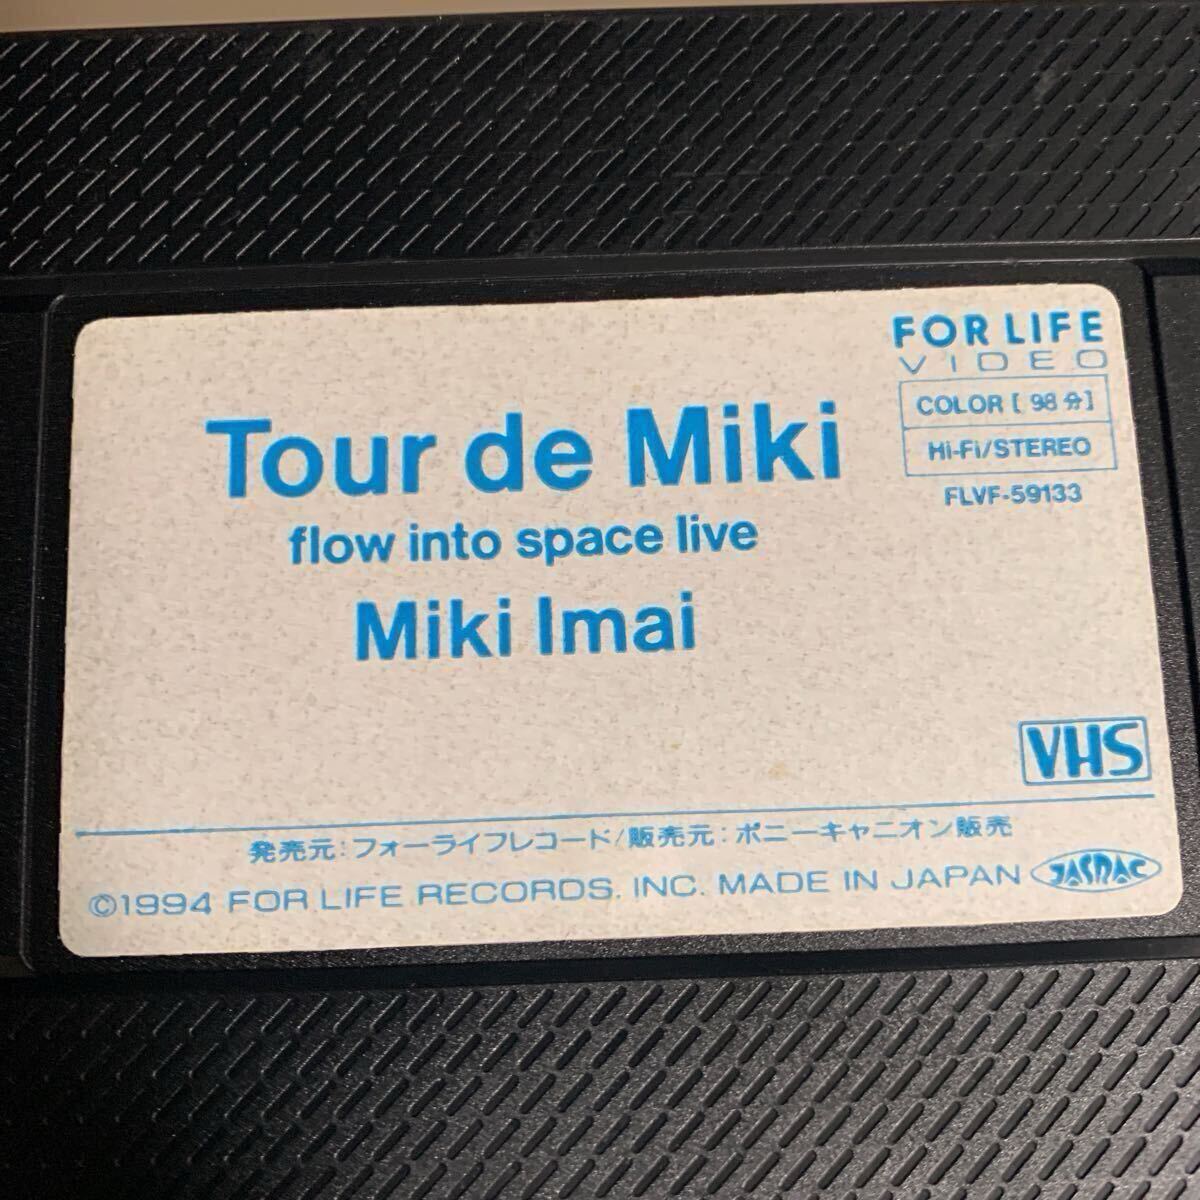 FOR LIFE
VIDEO
COLOR [ 98分]
Hi-Fi/STEREO
FLVF-59133
Tour de Miki
flow into space live
Miki Imai
VHS
発売元:フォーライフレコード/販売元:ポニーキャニオン販売
©1994 FOR LIFE RECORDS, INC. MADE IN JAPAN JASRAC